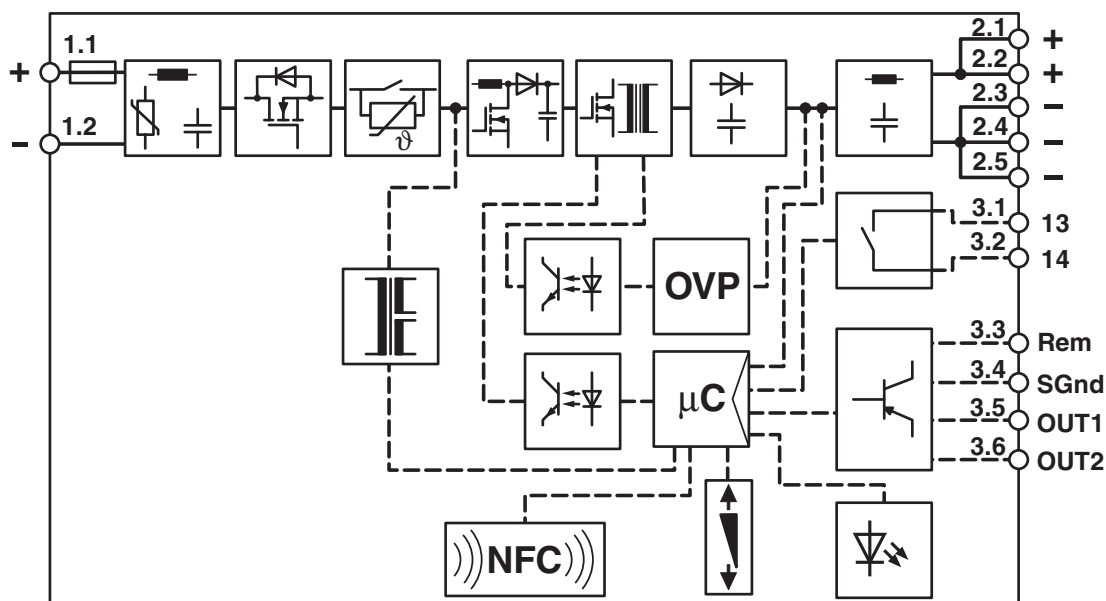 1.1
+
1.2
−
ϑ
2.1
+
2.2
+
2.3
−
2.4
−
2.5
−
3.1
13
3.2
14
OVP
3.3
Rem
µC
3.4
SGnd
3.5
OUT1
3.6
OUT2
NFC